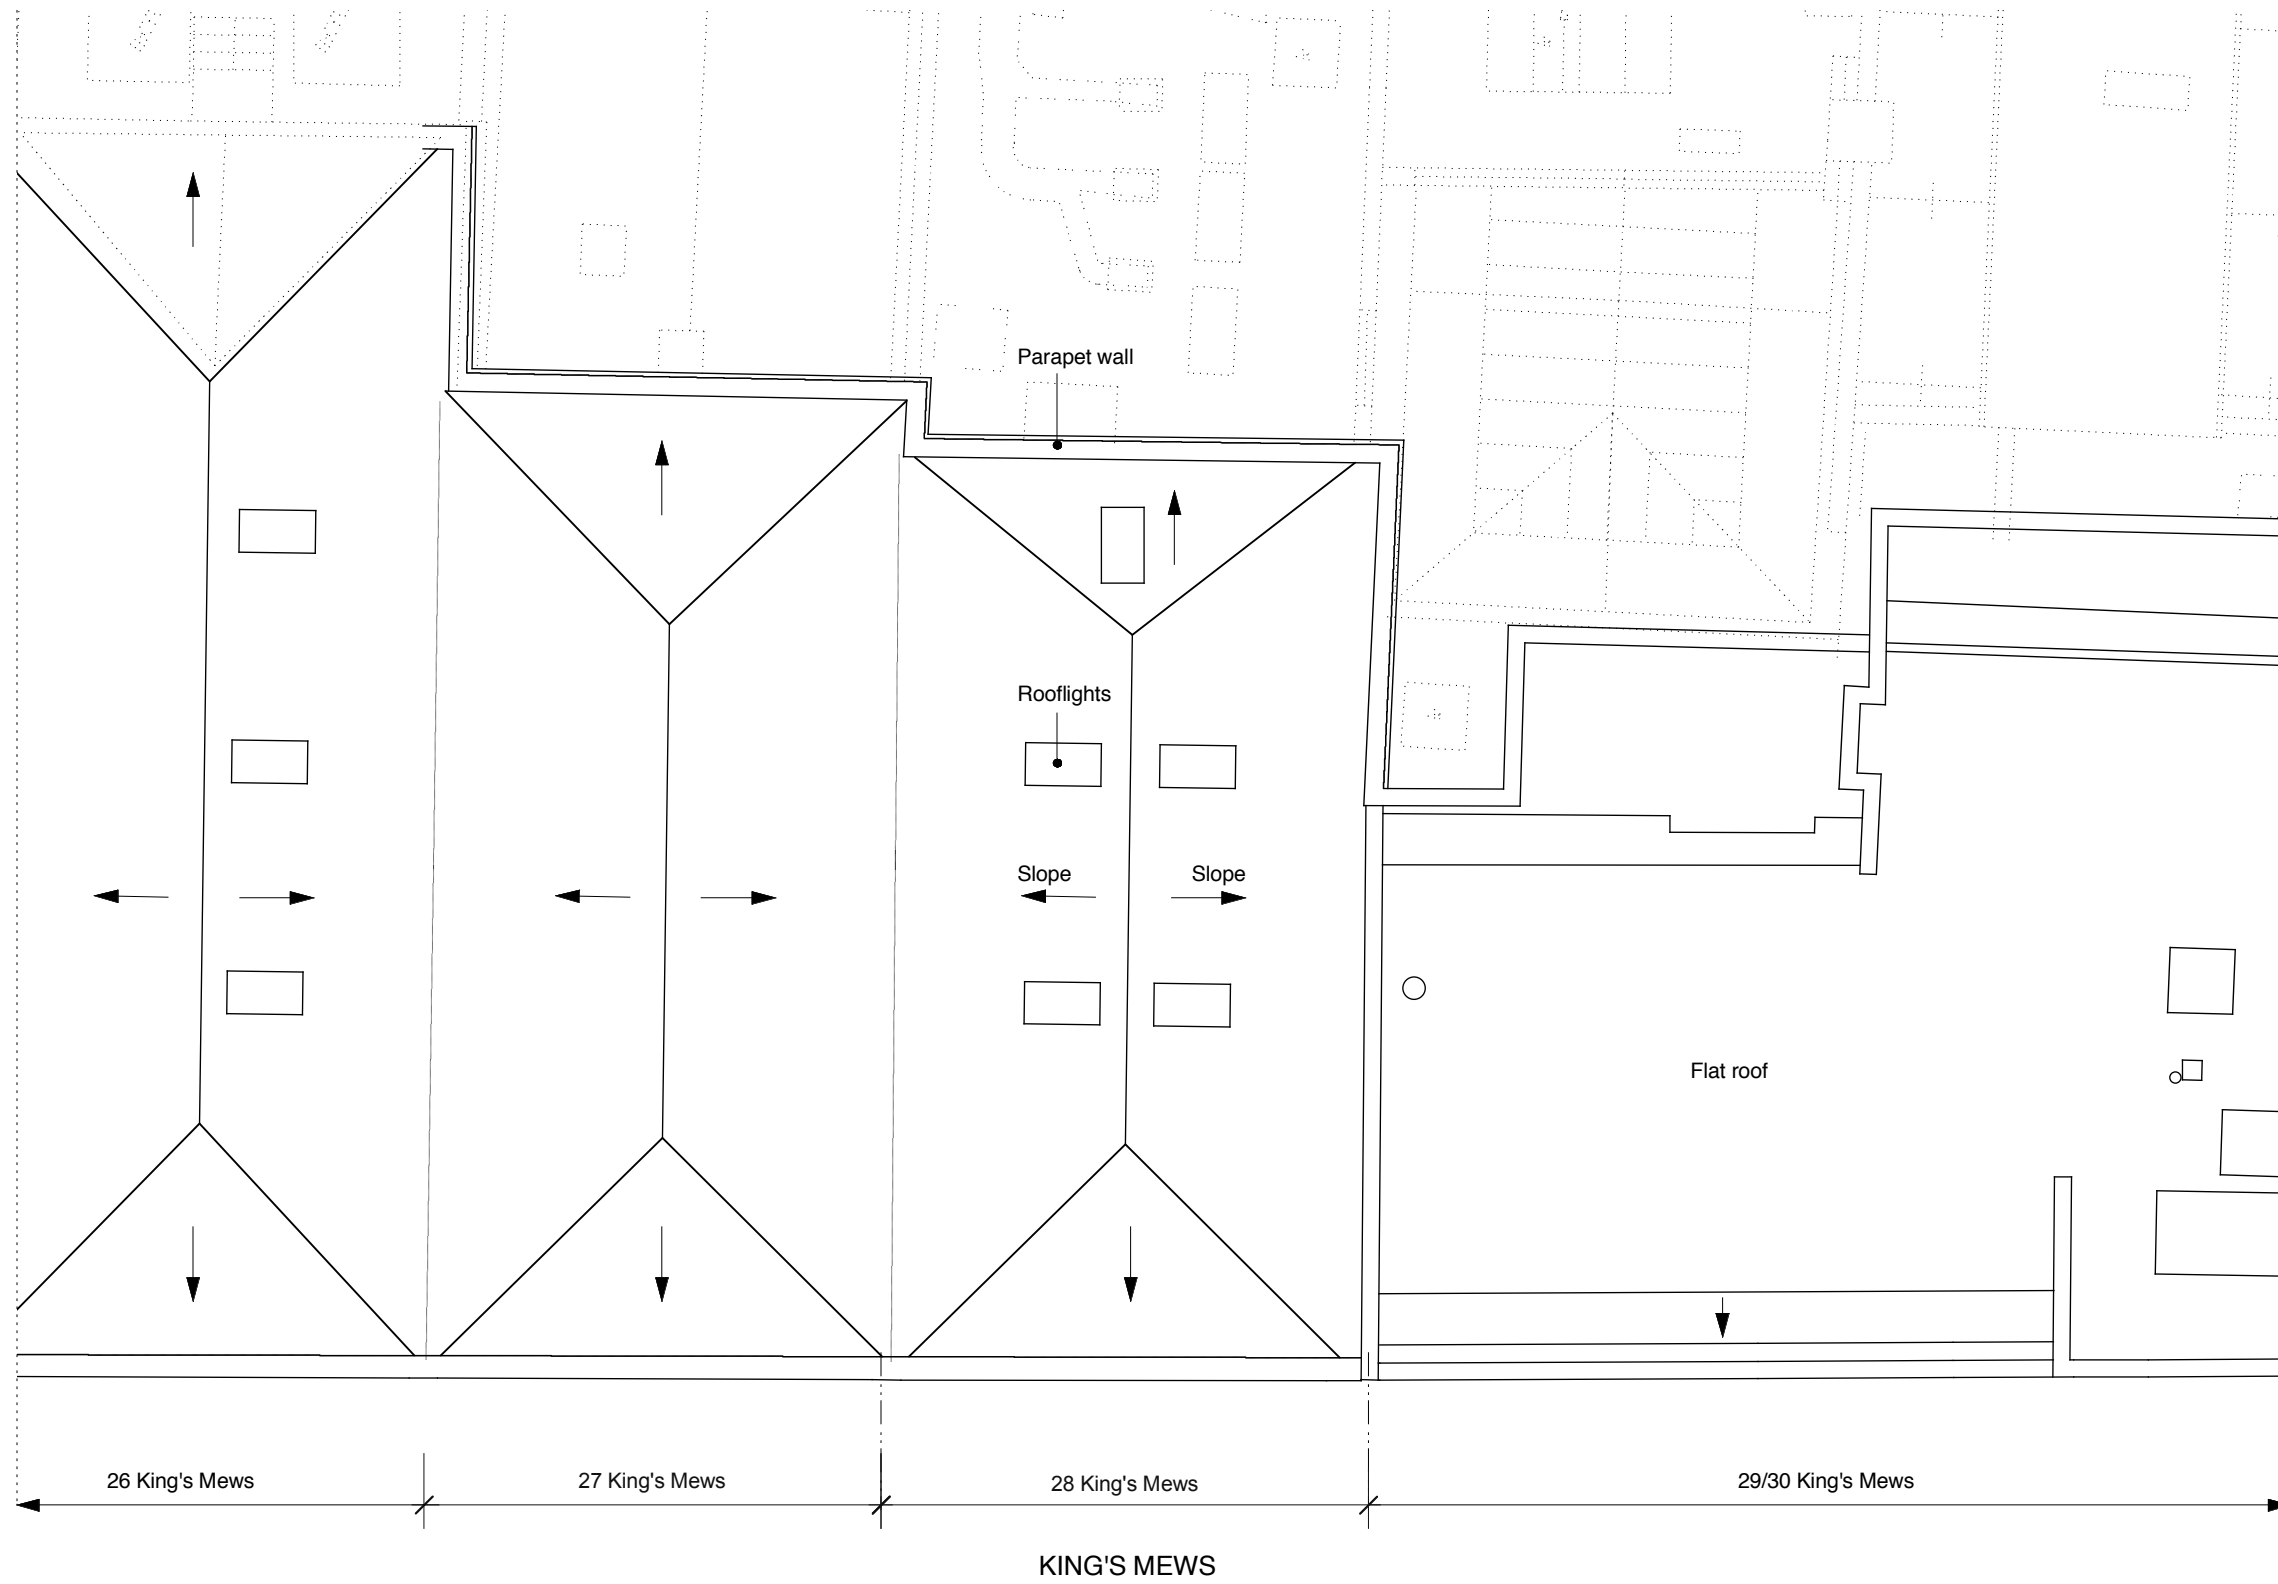 Parapet wall
Rooflights
Slope
Slope
Flat roof
26 King's Mews
27 King's Mews
28 King's Mews
29/30 King's Mews
KING'S MEWS